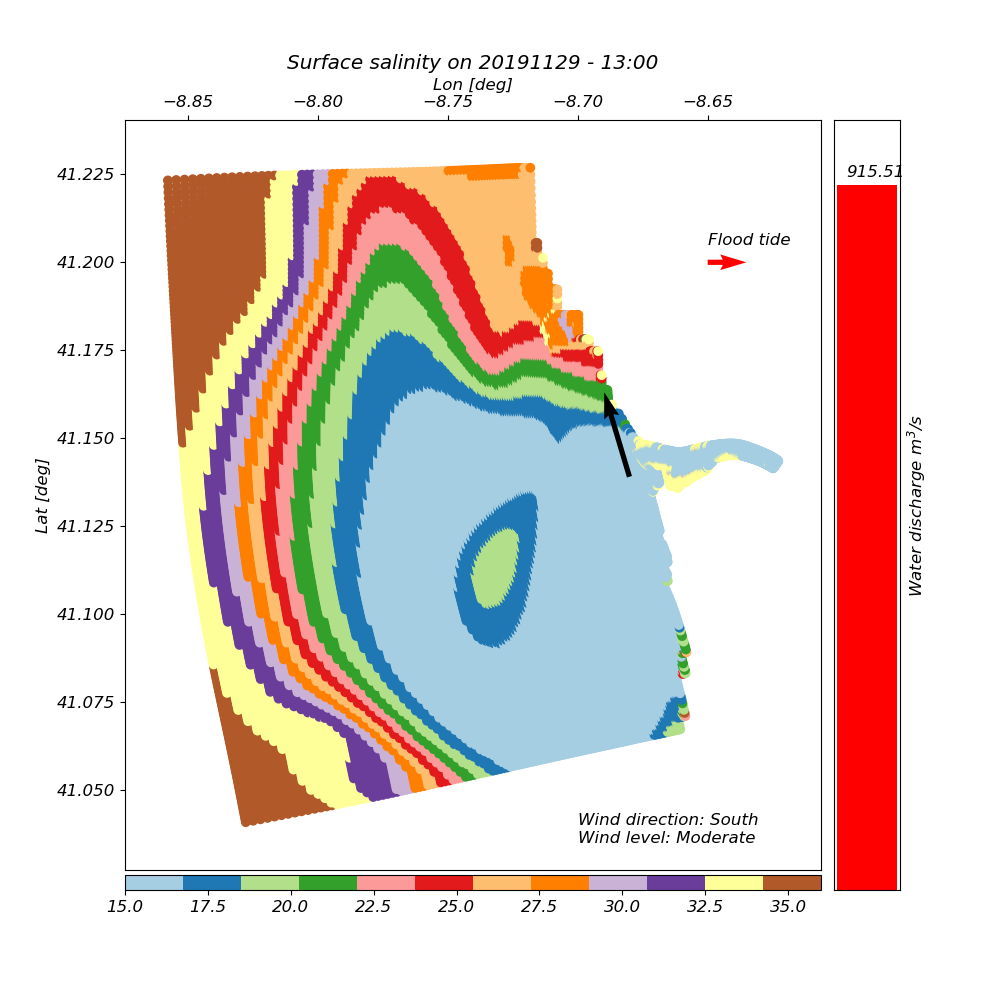 Surface salinity on 20191129 - 13:00
Lon [deg]
−8.85 −8.80 −8.75 −8.70 −8.65
915.51
41.225
Flood tide
41.200
41.175
41.150
41.125
41.100
41.075
41.050
Lat [deg]
Water discharge m³/s
Wind direction: South
Wind level: Moderate
15.0 17.5 20.0 22.5 25.0 27.5 30.0 32.5 35.0